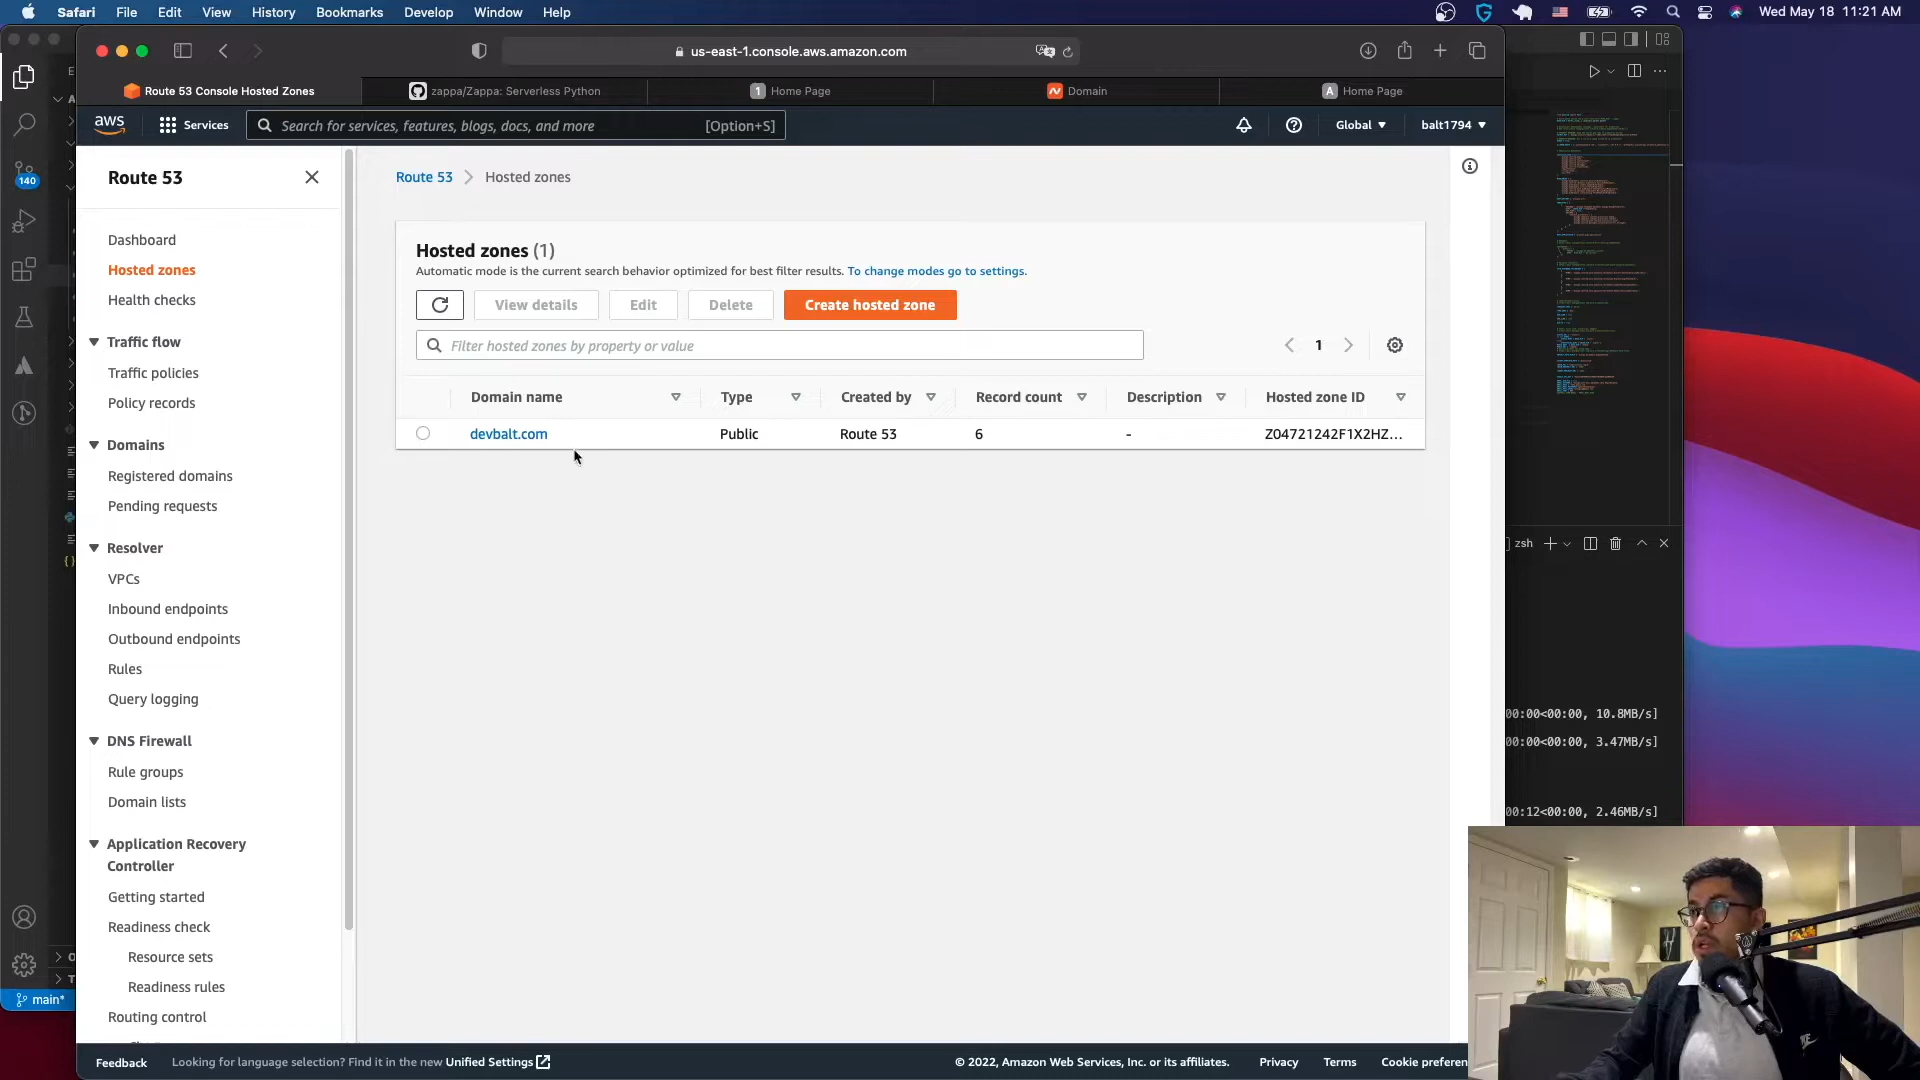 Safari File Edit View History Bookmarks Develop Window Help Wed May 18 11:21 AM
us-east-1.console.aws.amazon.com
Route 53 Console Hosted Zones
zappa/Zappa: Serverless Python
1 Home Page
Domain
A Home Page
aws Services Search for services, features, blogs, docs, and more [Option+S] Global balt1794
140
Route 53
Dashboard
Hosted zones
Health checks
Traffic flow
Traffic policies
Policy records
Domains
Registered domains
Pending requests
Resolver
VPCs
Inbound endpoints
Outbound endpoints
Rules
Query logging
DNS Firewall
Rule groups
Domain lists
Application Recovery
Controller
Getting started
Readiness check
Resource sets
Readiness rules
Routing control
Route 53 Hosted zones
Hosted zones (1)
Automatic mode is the current search behavior optimized for best filter results. To change modes go to settings.
View details Edit Delete Create hosted zone
Filter hosted zones by property or value
1
Domain name Type Created by Record count Description Hosted zone ID
devbalt.com Public Route 53 6 - Z04721242F1X2HZ...
zsh
00:00<00:00, 10.8MB/s]
00:00<00:00, 3.47MB/s]
00:12<00:00, 2.46MB/s]
main*
Feedback Looking for language selection? Find it in the new Unified Settings © 2022, Amazon Web Services, Inc. or its affiliates. Privacy Terms Cookie preferen